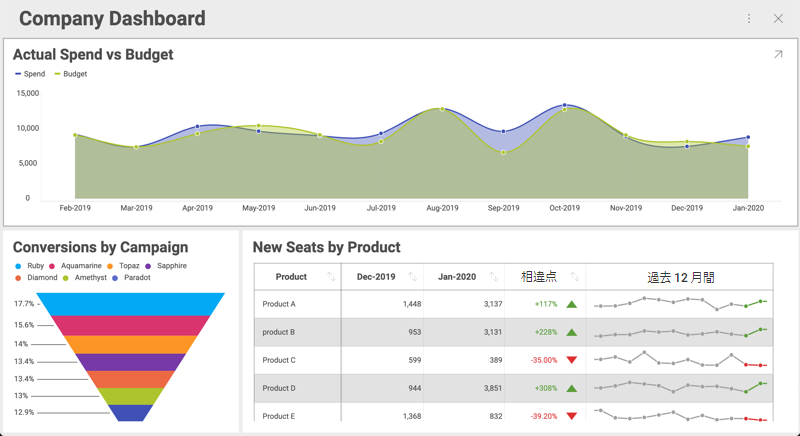 Company Dashboard
Actual Spend vs Budget
Spend Budget
15,000
10,000
5,000
0
Feb-2019 Mar-2019 Apr-2019 May-2019 Jun-2019 Jul-2019 Aug-2019 Sep-2019 Oct-2019 Nov-2019 Dec-2019 Jan-2020
Conversions by Campaign
Ruby Aquamarine Topaz Sapphire
Diamond Amethyst Paradot
17.7%
15.6%
14%
13.4%
13.4%
13%
12.9%
New Seats by Product
Product Dec-2019 Jan-2020 相違点 過去 12 月間
Product A 1,448 3,137 +117%
product B 953 3,131 +228%
Product C 599 389 -35.00%
Product D 944 3,851 +308%
Product E 1,368 832 -39.20%